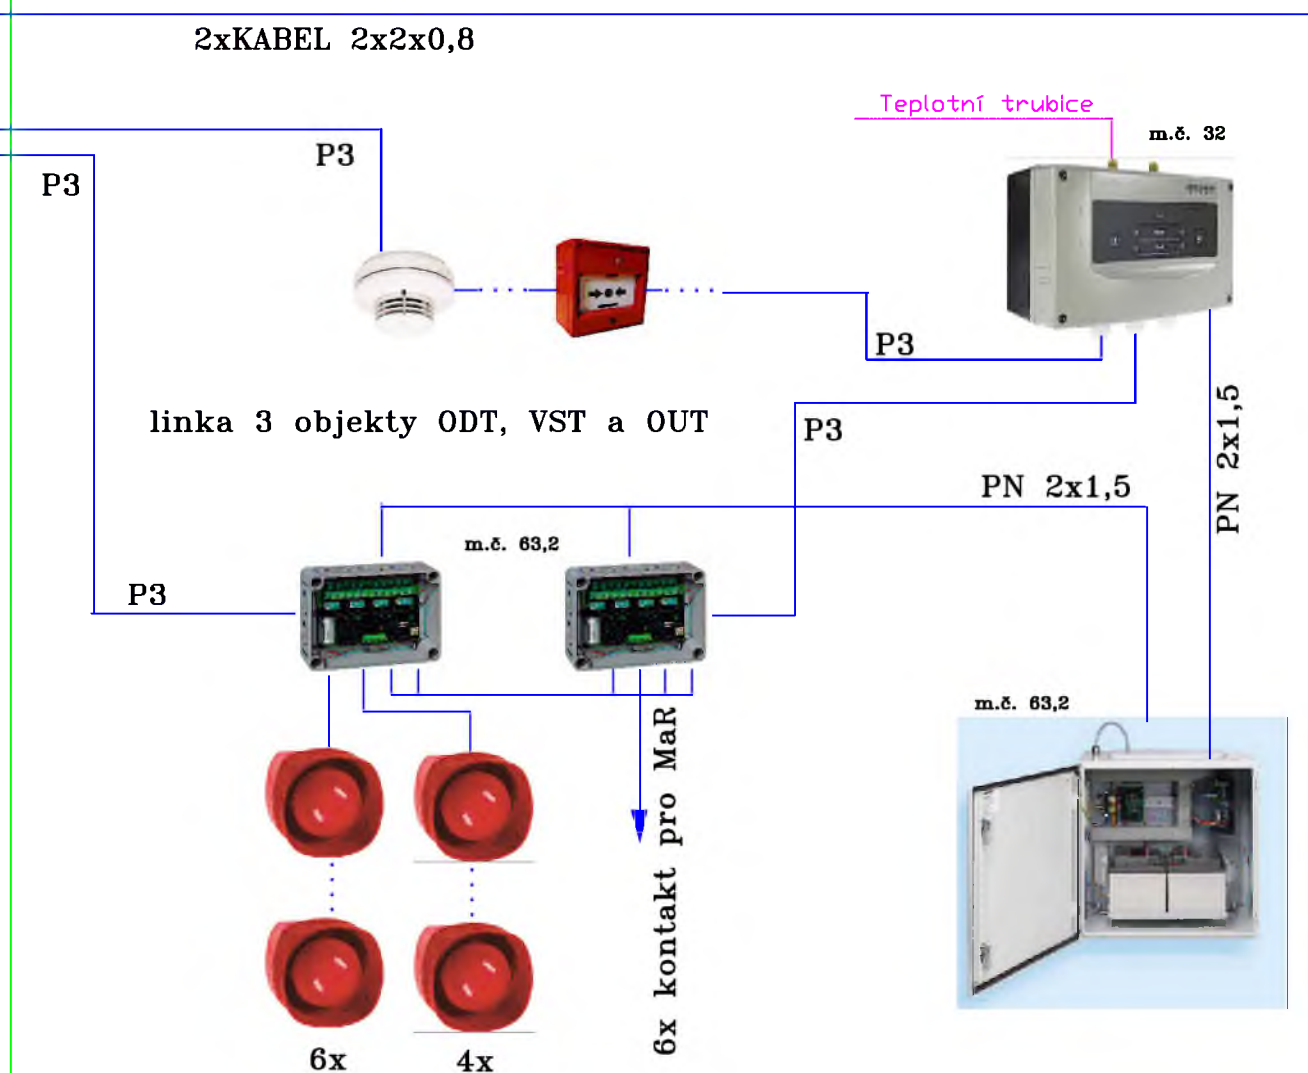 2xKABEL 2x2x0,8
Teplotní trubice
m.č. 32
P3
P3
P3
linka 3 objekty ODT, VST a OUT
P3
PN 2x1,5
PN 2x1,5
m.č. 63,2
P3
m.č. 63,2
6x kontakt pro MaR
6x
4x